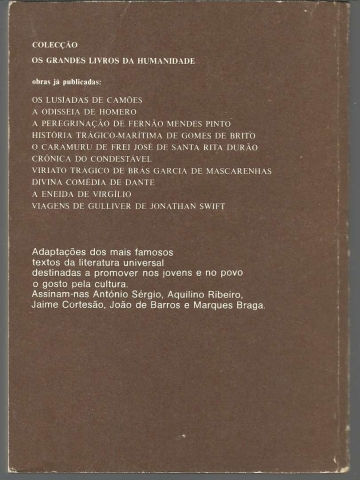 COLECÇÃO
OS GRANDES LIVROS DA HUMANIDADE
obras já publicadas:
OS LUSIADAS DE CAMÕES
A ODISSEIA DE HOMERO
A PEREGRINAÇÃO DE FERNÃO MENDES PINTO
HISTÓRIA TRÁGICO-MARÍTIMA DE GOMES DE BRITO
O CARAMURU DE FREI JOSÉ DE SANTA RITA DURÃO
CRÓNICA DO CONDESTÁVEL
VIRIATO TRÁGICO DE BRÁS GARCIA DE MASCARENHAS
DIVINA COMÉDIA DE DANTE
A ENEIDA DE VIRGÍLIO
VIAGENS DE GULLIVER DE JONATHAN SWIFT
Adaptações dos mais famosos
textos da literatura universal
destinadas a promover nos jovens e no povo
o gosto pela cultura.
Assinam-nas António Sérgio, Aquilino Ribeiro,
Jaime Cortesão, João de Barros e Marques Braga.